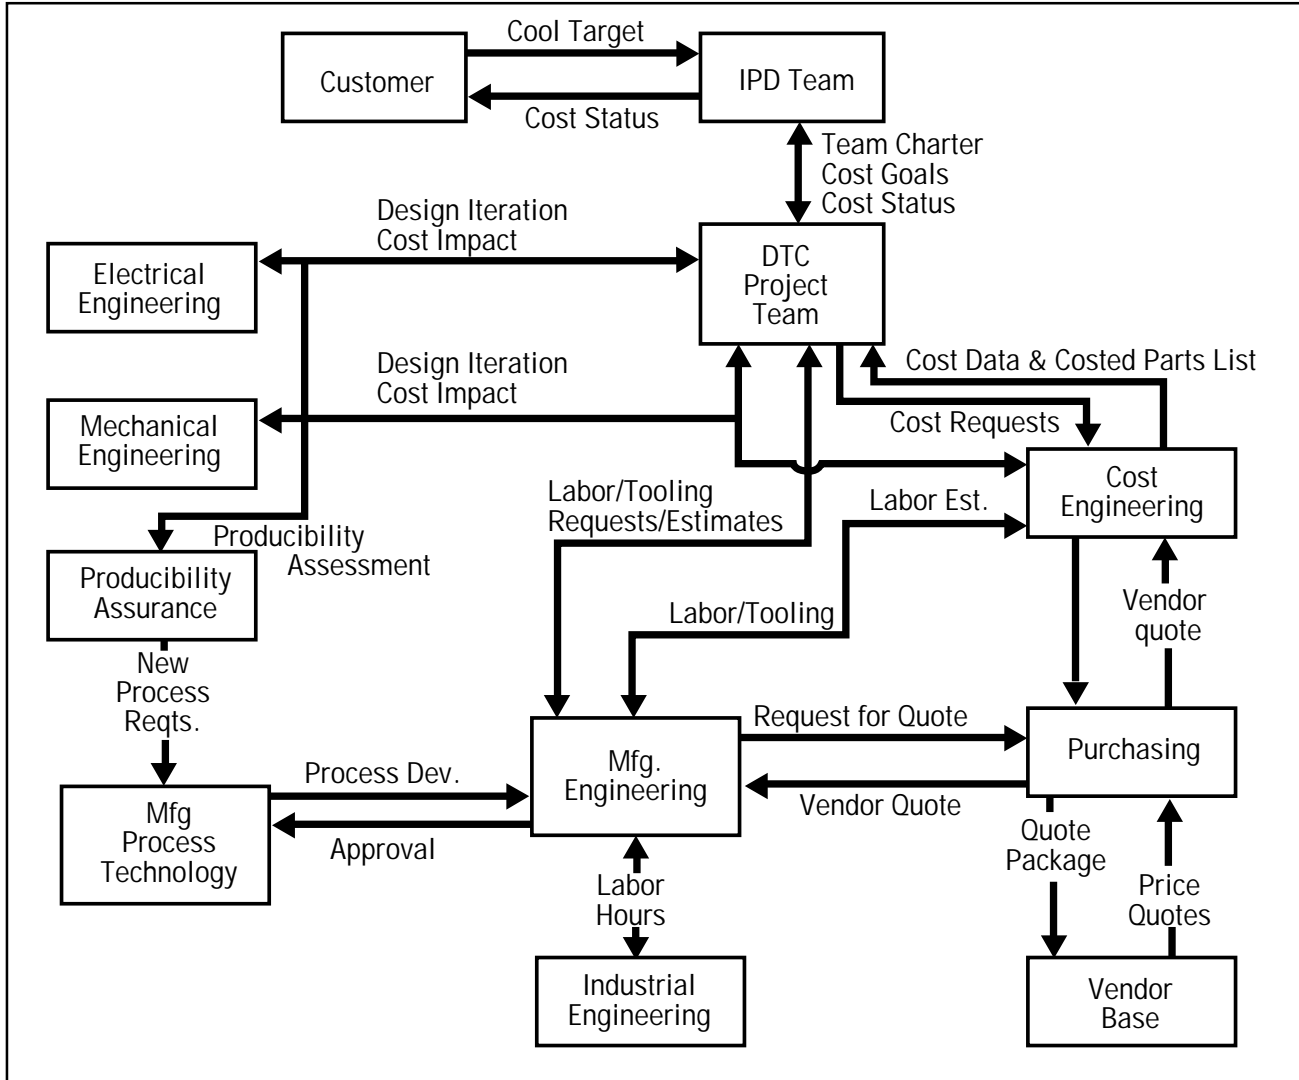 Cool Target
Customer
IPD Team
Cost Status
Team Charter
Cost Goals
Cost Status
Design Iteration
Cost Impact
Electrical
Engineering
DTC
Project
Team
Design Iteration
Cost Impact
Cost Data & Costed Parts List
Cost Requests
Mechanical
Engineering
Cost
Engineering
Labor/Tooling
Requests/Estimates
Labor Est.
Producibility
Assessment
Producibility
Assurance
Labor/Tooling
Vendor
quote
New
Process
Reqts.
Request for Quote
Purchasing
Mfg.
Engineering
Process Dev.
Vendor Quote
Mfg
Process
Technology
Approval
Quote
Package
Labor
Hours
Price
Quotes
Industrial
Engineering
Vendor
Base